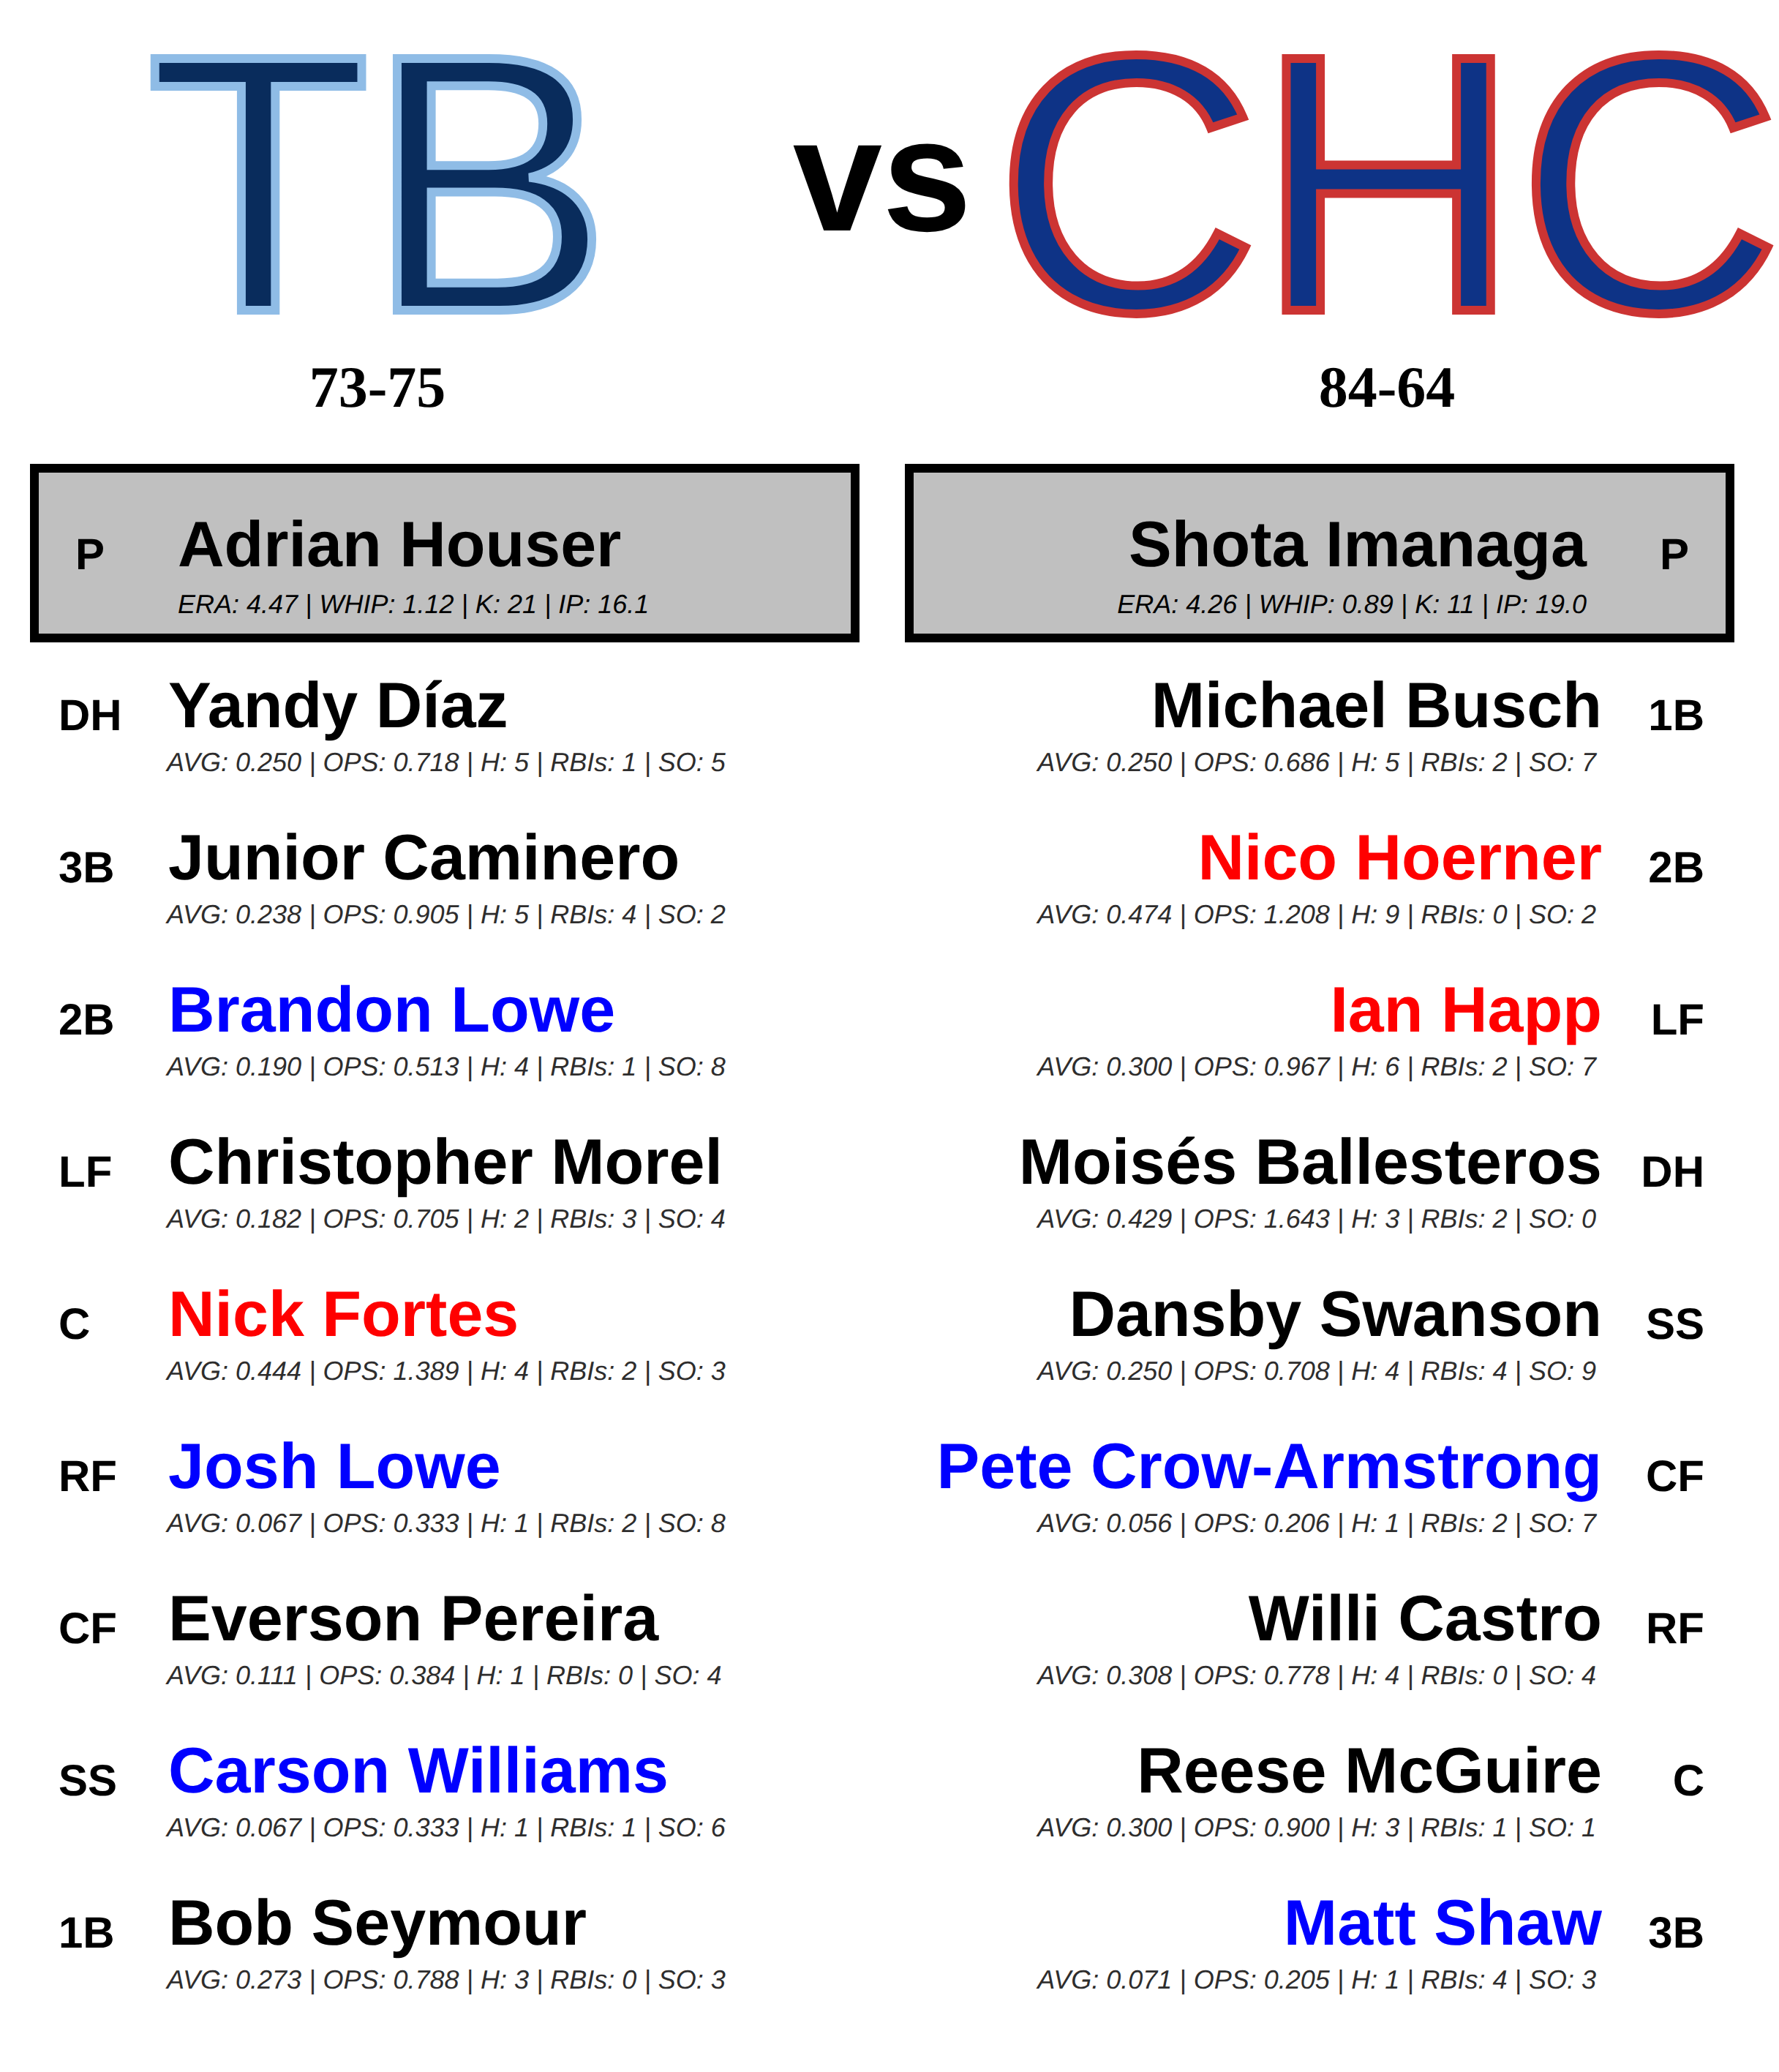 TB vs CHC
73-75 84-64
P Adrian Houser
ERA: 4.47 | WHIP: 1.12 | K: 21 | IP: 16.1
Shota Imanaga P
ERA: 4.26 | WHIP: 0.89 | K: 11 | IP: 19.0
DH Yandy Díaz
AVG: 0.250 | OPS: 0.718 | H: 5 | RBIs: 1 | SO: 5
3B Junior Caminero
AVG: 0.238 | OPS: 0.905 | H: 5 | RBIs: 4 | SO: 2
2B Brandon Lowe
AVG: 0.190 | OPS: 0.513 | H: 4 | RBIs: 1 | SO: 8
LF Christopher Morel
AVG: 0.182 | OPS: 0.705 | H: 2 | RBIs: 3 | SO: 4
C Nick Fortes
AVG: 0.444 | OPS: 1.389 | H: 4 | RBIs: 2 | SO: 3
RF Josh Lowe
AVG: 0.067 | OPS: 0.333 | H: 1 | RBIs: 2 | SO: 8
CF Everson Pereira
AVG: 0.111 | OPS: 0.384 | H: 1 | RBIs: 0 | SO: 4
SS Carson Williams
AVG: 0.067 | OPS: 0.333 | H: 1 | RBIs: 1 | SO: 6
1B Bob Seymour
AVG: 0.273 | OPS: 0.788 | H: 3 | RBIs: 0 | SO: 3
Michael Busch 1B
AVG: 0.250 | OPS: 0.686 | H: 5 | RBIs: 2 | SO: 7
Nico Hoerner 2B
AVG: 0.474 | OPS: 1.208 | H: 9 | RBIs: 0 | SO: 2
Ian Happ LF
AVG: 0.300 | OPS: 0.967 | H: 6 | RBIs: 2 | SO: 7
Moisés Ballesteros DH
AVG: 0.429 | OPS: 1.643 | H: 3 | RBIs: 2 | SO: 0
Dansby Swanson SS
AVG: 0.250 | OPS: 0.708 | H: 4 | RBIs: 4 | SO: 9
Pete Crow-Armstrong CF
AVG: 0.056 | OPS: 0.206 | H: 1 | RBIs: 2 | SO: 7
Willi Castro RF
AVG: 0.308 | OPS: 0.778 | H: 4 | RBIs: 0 | SO: 4
Reese McGuire C
AVG: 0.300 | OPS: 0.900 | H: 3 | RBIs: 1 | SO: 1
Matt Shaw 3B
AVG: 0.071 | OPS: 0.205 | H: 1 | RBIs: 4 | SO: 3